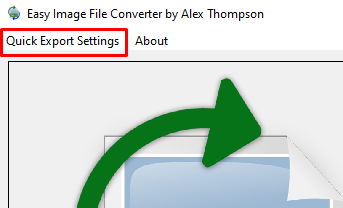 Easy Image File Converter by Alex Thompson
Quick Export Settings About